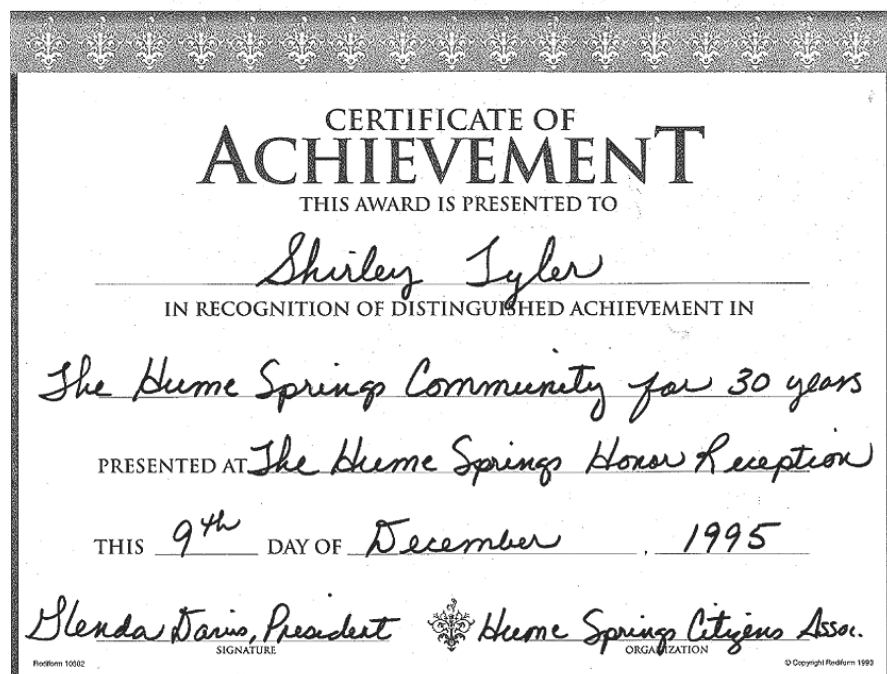 CERTIFICATE OF
ACHIEVEMENT
THIS AWARD IS PRESENTED TO
Shirley Tyler
IN RECOGNITION OF DISTINGUISHED ACHIEVEMENT IN
The Hume Springs Community for 30 years
PRESENTED AT The Hume Springs Honor Reception
THIS 9th DAY OF December, 1995
Glenda Davis, President Hume Springs Citizens Assoc.
SIGNATURE ORGANIZATION
Rediform 10502 © Copyright Rediform 1993